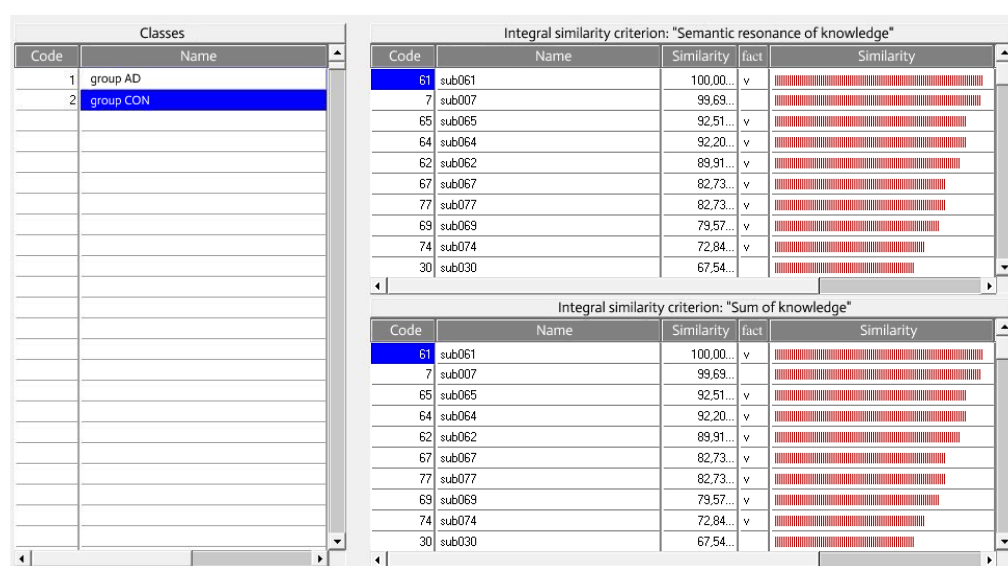 Classes
Code Name
1 group AD
2 group CON
Integral similarity criterion: "Semantic resonance of knowledge"
Code Name Similarity fact Similarity
61 sub061 100,00... v
7 sub007 99,69...
65 sub065 92,51... v
64 sub064 92,20... v
62 sub062 89,91... v
67 sub067 82,73... v
77 sub077 82,73... v
69 sub069 79,57... v
74 sub074 72,84... v
30 sub030 67,54...
Integral similarity criterion: "Sum of knowledge"
Code Name Similarity fact Similarity
61 sub061 100,00... v
7 sub007 99,69...
65 sub065 92,51... v
64 sub064 92,20... v
62 sub062 89,91... v
67 sub067 82,73... v
77 sub077 82,73... v
69 sub069 79,57... v
74 sub074 72,84... v
30 sub030 67,54...